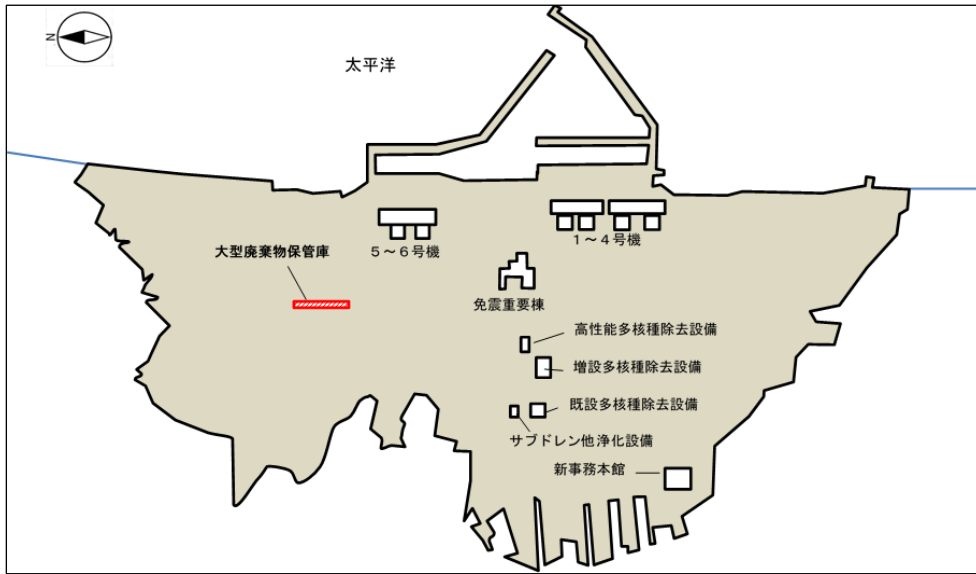 N
太平洋
5～6号機
1～4号機
大型廃棄物保管庫
免震重要棟
高性能多核種除去設備
増設多核種除去設備
既設多核種除去設備
サブドレン他浄化設備
新事務本館